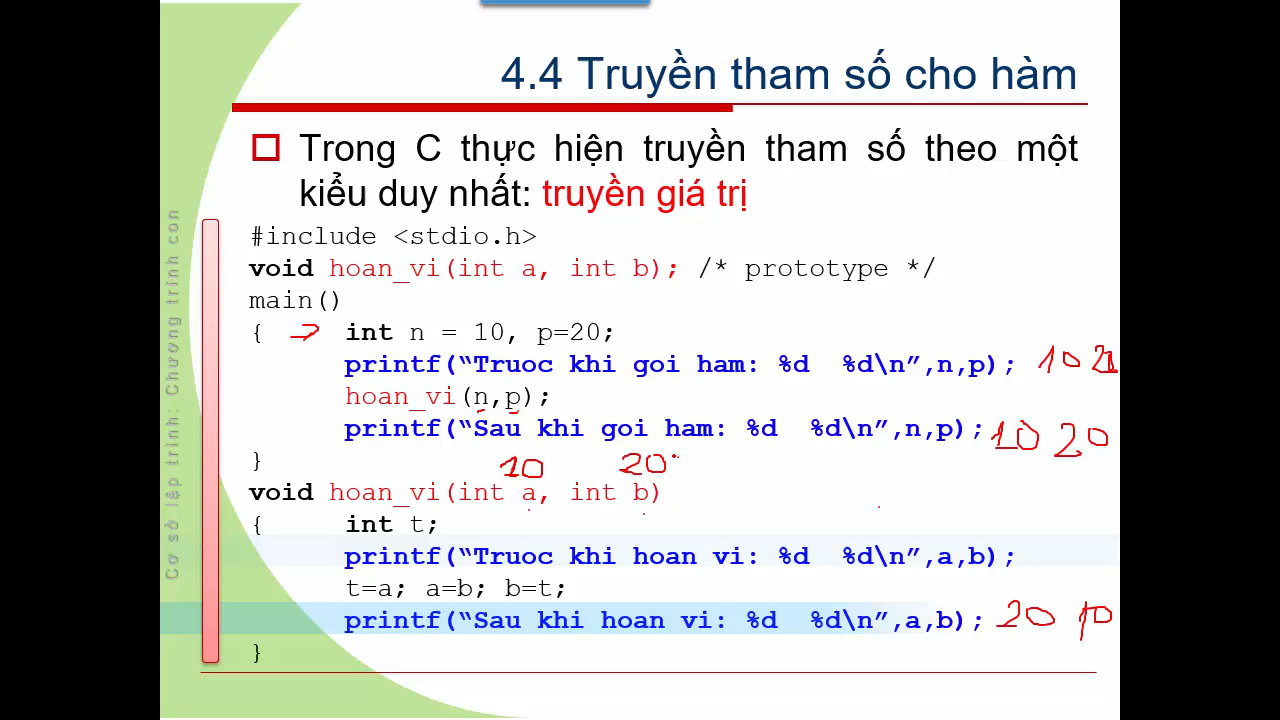 4.4 Truyền tham số cho hàm
Trong C thực hiện truyền tham số theo một
kiểu duy nhất: truyền giá trị
#include <stdio.h>
void hoan_vi(int a, int b); /* prototype */
main()
{ int n = 10, p=20;
printf(“Truoc khi goi ham: %d %d\n”,n,p); 10
hoan_vi(n,p);
printf(“Sau khi goi ham: %d %d\n”,n,p); 10 20
}
10 20
void hoan_vi(int a, int b)
{ int t;
printf(“Truoc khi hoan vi: %d %d\n”,a,b);
t=a; a=b; b=t;
printf(“Sau khi hoan vi: %d %d\n”,a,b); 20 10
}
Cơ sở lập trình: Chương trình con